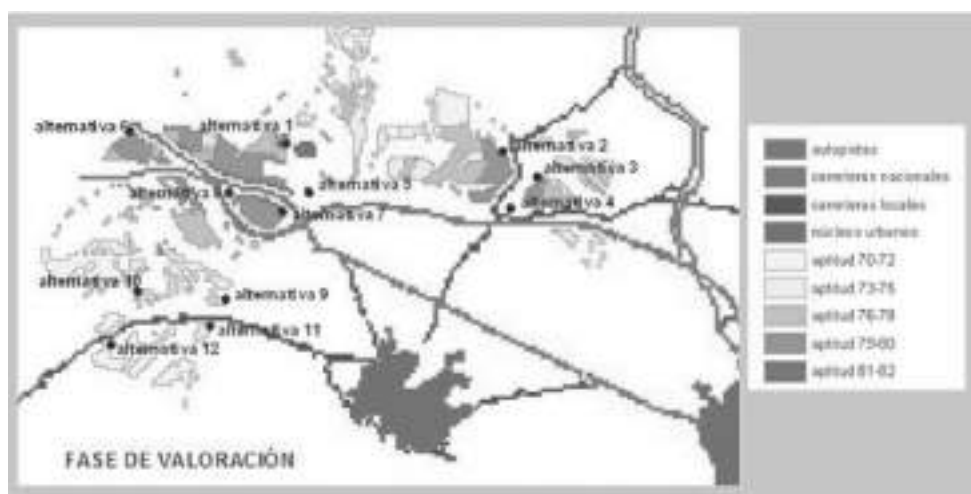 alternativa 6
alternativa 1
alternativa 2
alternativa 3
alternativa 5
alternativa 4
alternativa 7
alternativa 10
alternativa 9
alternativa 11
alternativa 12
FASE DE VALORACIÓN
autopistas
carreteras nacionales
carreteras locales
núcleos urbanos
aptitud 70-72
aptitud 73-75
aptitud 76-78
aptitud 79-80
aptitud 81-82